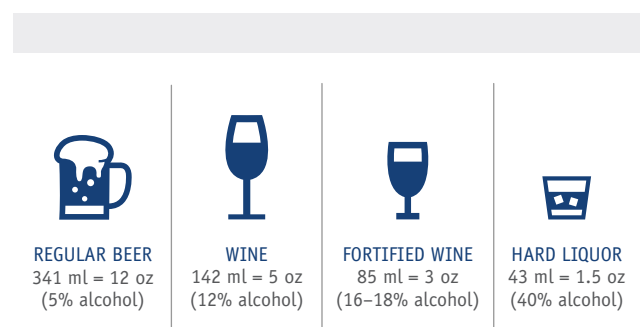 REGULAR BEER
341 ml = 12 oz
(5% alcohol)
WINE
142 ml = 5 oz
(12% alcohol)
FORTIFIED WINE
85 ml = 3 oz
(16–18% alcohol)
HARD LIQUOR
43 ml = 1.5 oz
(40% alcohol)